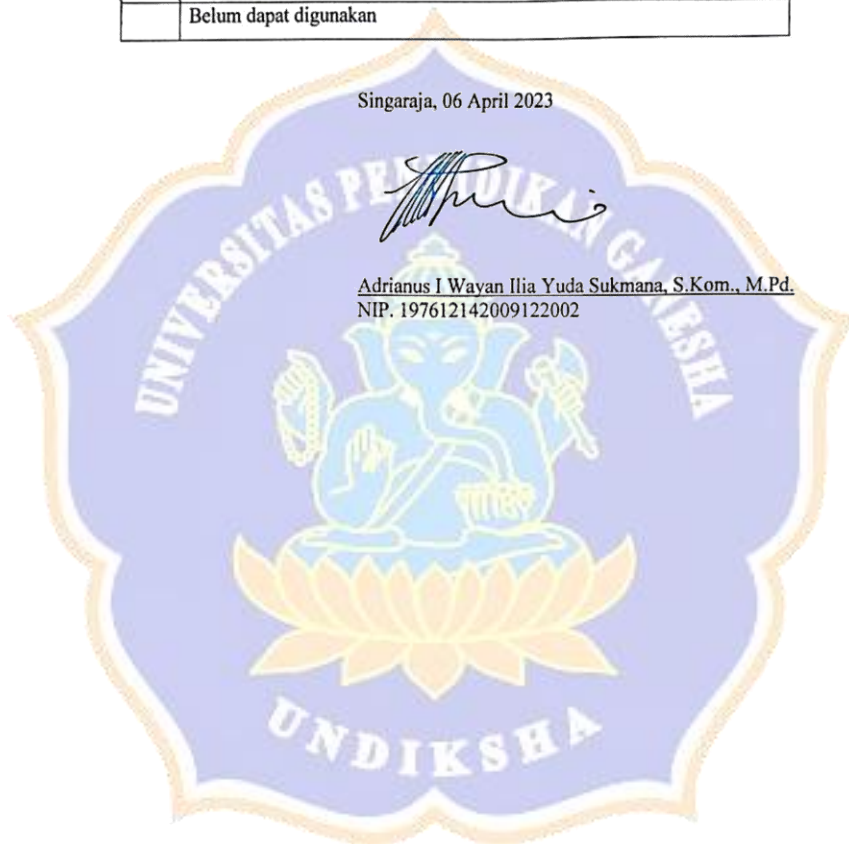 Belum dapat digunakan
Singaraja, 06 April 2023
Adrianus I Wayan Ilia Yuda Sukmana, S.Kom., M.Pd.
NIP. 197612142009122002
UNIVERSITAS PENDIDIKAN GANESHA
UNDIKSHA